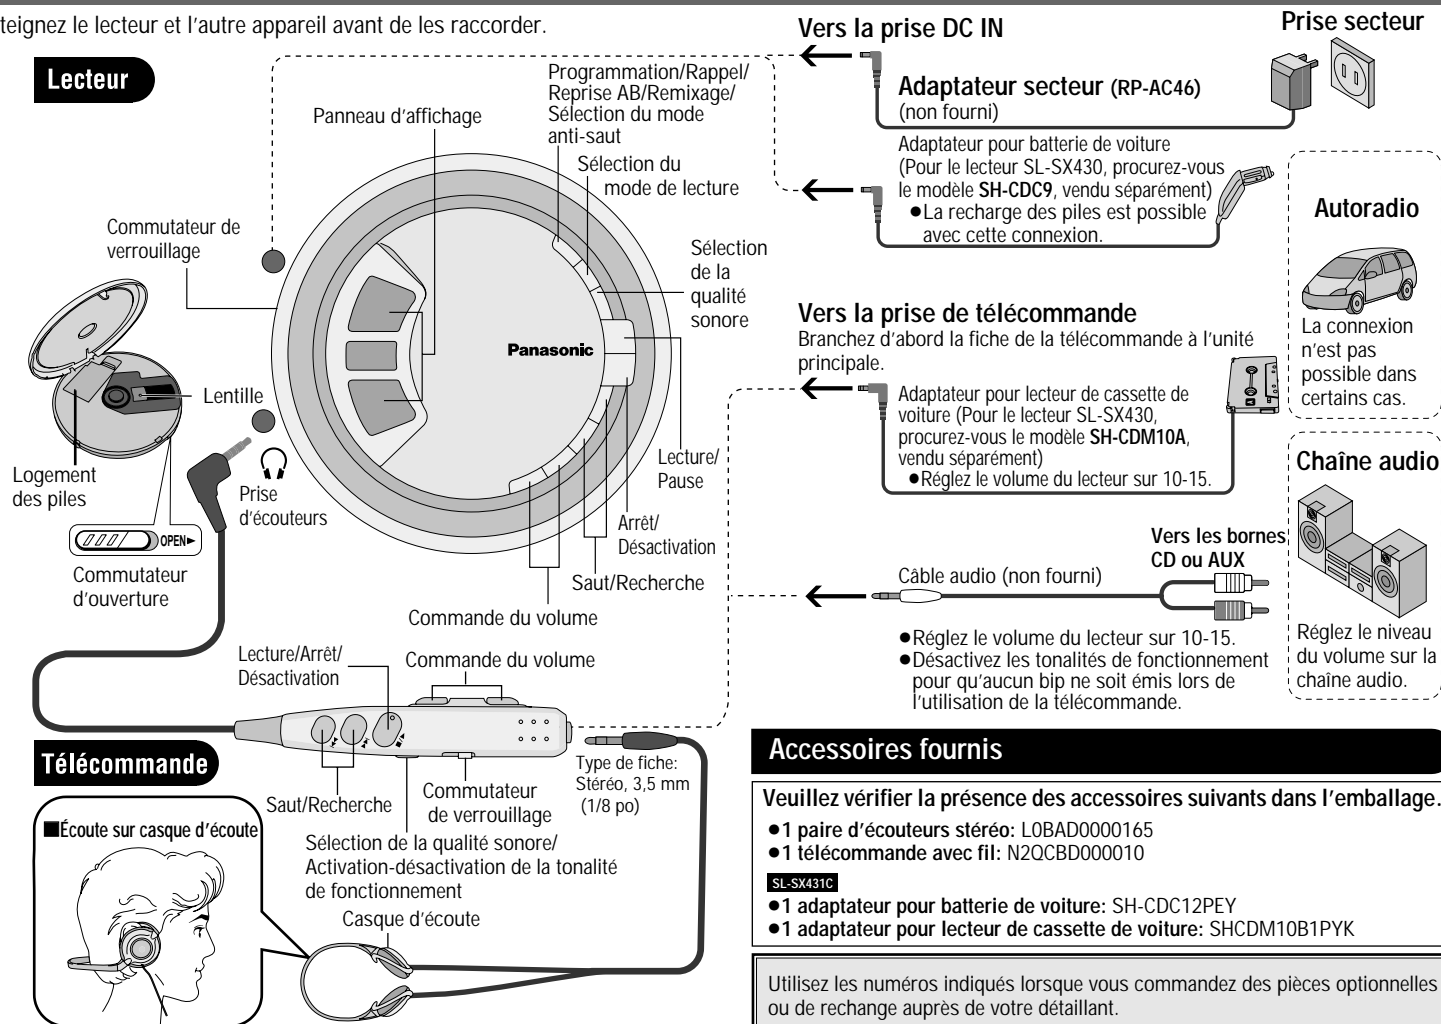 teignez le lecteur et l'autre appareil avant de les raccorder.
Lecteur
Panneau d'affichage
Programmation/Rappel/
Reprise AB/Remixage/
Sélection du mode
anti-saut
Sélection du
mode de lecture
Commutateur de
verrouillage
Sélection
de la
qualité
sonore
Panasonic
Lentille
Logement
des piles
OPEN
Commutateur
d'ouverture
Prise
d'écouteurs
Lecture/
Pause
Arrêt/
Désactivation
Saut/Recherche
Commande du volume
Vers la prise DC IN
Prise secteur
Adaptateur secteur (RP-AC46)
(non fourni)
Adaptateur pour batterie de voiture
(Pour le lecteur SL-SX430, procurez-vous
le modèle SH-CDC9, vendu séparément)
●La recharge des piles est possible
avec cette connexion.
Autoradio
La connexion
n'est pas
possible dans
certains cas.
Vers la prise de télécommande
Branchez d'abord la fiche de la télécommande à l'unité
principale.
Adaptateur pour lecteur de cassette de
voiture (Pour le lecteur SL-SX430,
procurez-vous le modèle SH-CDM10A,
vendu séparément)
●Réglez le volume du lecteur sur 10-15.
Chaîne audio
Vers les bornes
CD ou AUX
Câble audio (non fourni)
●Réglez le volume du lecteur sur 10-15.
●Désactivez les tonalités de fonctionnement
pour qu'aucun bip ne soit émis lors de
l'utilisation de la télécommande.
Réglez le niveau
du volume sur la
chaîne audio.
Télécommande
Lecture/Arrêt/
Désactivation
Commande du volume
Saut/Recherche
Commutateur
de verrouillage
Type de fiche:
Stéréo, 3,5 mm
(1/8 po)
Sélection de la qualité sonore/
Activation-désactivation de la tonalité
de fonctionnement
Casque d'écoute
■Écoute sur casque d'écoute
Accessoires fournis
Veuillez vérifier la présence des accessoires suivants dans l'emballage.
●1 paire d'écouteurs stéréo: L0BAD0000165
●1 télécommande avec fil: N2QCBD000010
SL-SX431C
●1 adaptateur pour batterie de voiture: SH-CDC12PEY
●1 adaptateur pour lecteur de cassette de voiture: SHCDM10B1PYK
Utilisez les numéros indiqués lorsque vous commandez des pièces optionnelles
ou de rechange auprès de votre détaillant.